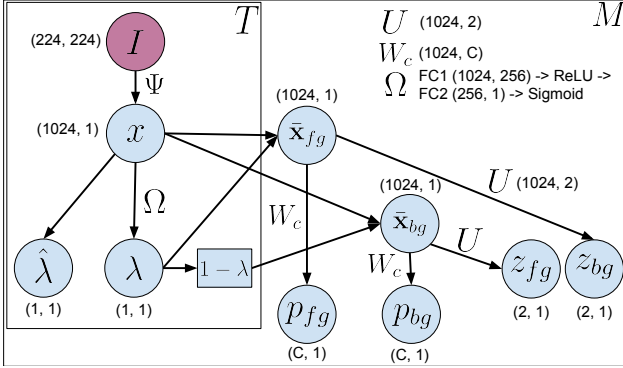 T
M
(224, 224)
I
Ψ
U (1024, 2)
W_c (1024, C)
Ω FC1 (1024, 256) -> ReLU ->
FC2 (256, 1) -> Sigmoid
(1024, 1)
x
(1024, 1)
x̄_fg
(1024, 1)
x̄_bg
U (1024, 2)
Ω
W_c
W_c
U
λ̂
(1, 1)
λ
(1, 1)
1 − λ
p_fg
(C, 1)
p_bg
(C, 1)
z_fg
(2, 1)
z_bg
(2, 1)